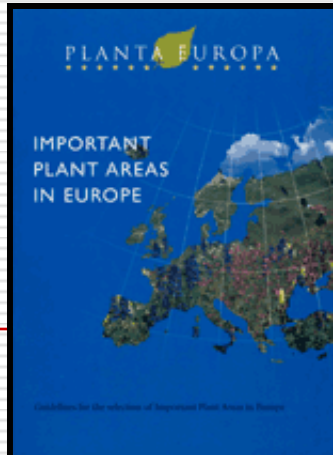 PLANTA EUROPA
IMPORTANT
PLANT AREAS
IN EUROPE
Guidelines for the selection of Important Plant Areas in Europe